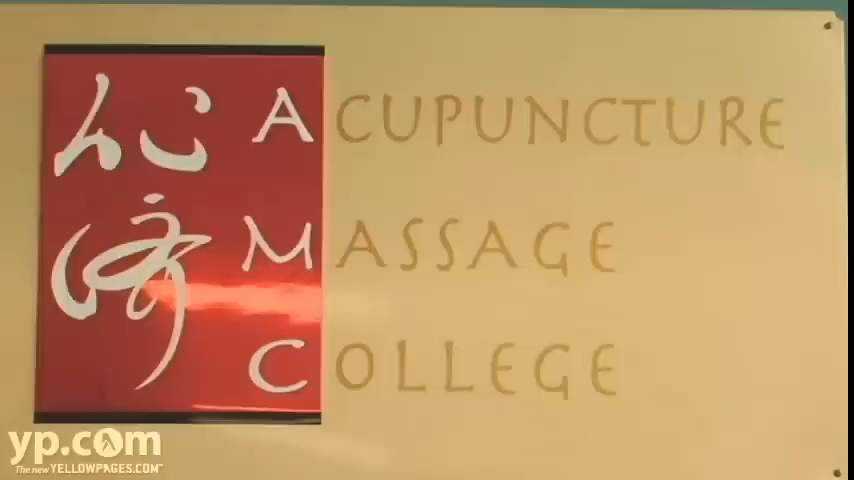 ACUPUNCTURE
MASSAGE
COLLEGE
yp.com
The new YELLOWPAGES.COM